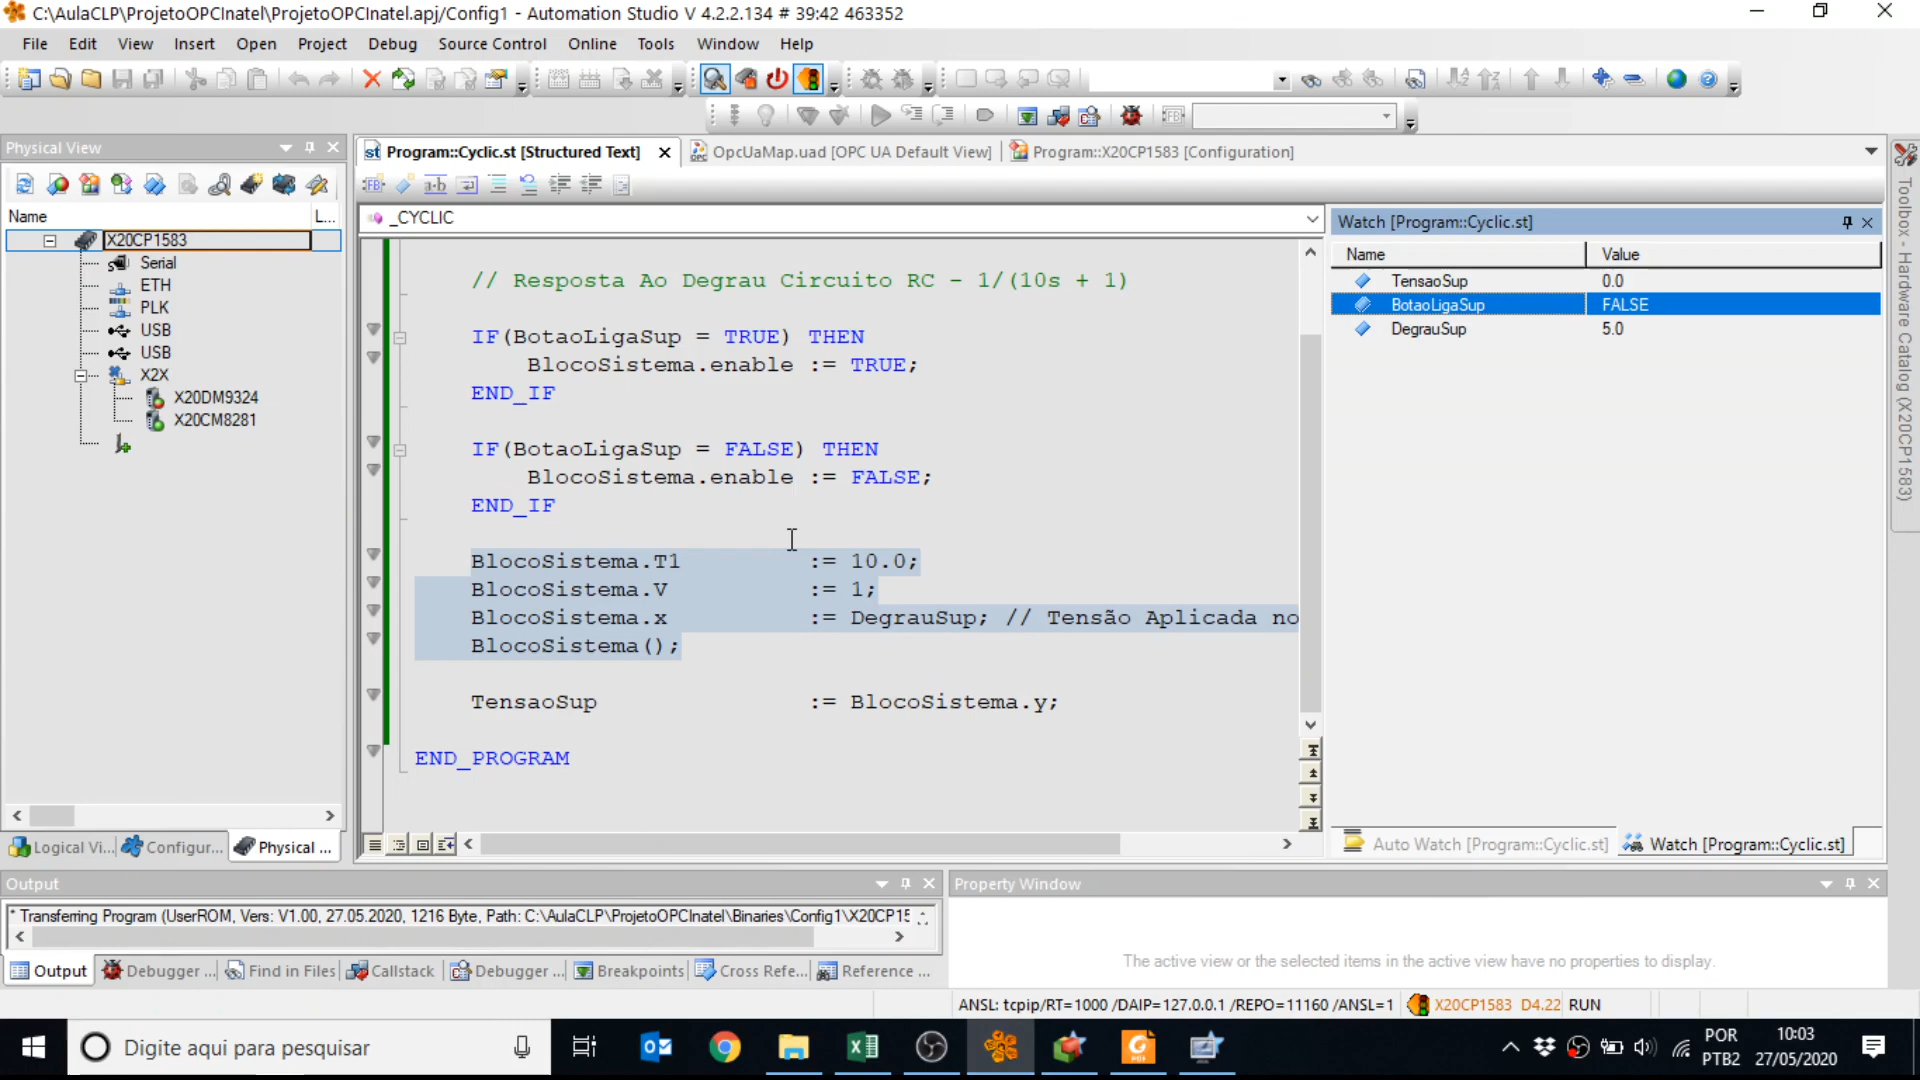 C:\AulaCLP\ProjetoOPCInatel\ProjetoOPCInatel.apj/Config1 - Automation Studio V 4.2.2.134 # 39:42 463352
File Edit View Insert Open Project Debug Source Control Online Tools Window Help
Physical View
Program::Cyclic.st [Structured Text]
OpcUaMap.uad [OPC UA Default View]
Program::X20CP1583 [Configuration]
Name L...
_CYCLIC
Watch [Program::Cyclic.st]
Name Value
X20CP1583
Serial
ETH
PLK
USB
USB
X2X
X20DM9324
X20CM8281
// Resposta Ao Degrau Circuito RC - 1/(10s + 1)
IF(BotaoLigaSup = TRUE) THEN
BlocoSistema.enable := TRUE;
END_IF
IF(BotaoLigaSup = FALSE) THEN
BlocoSistema.enable := FALSE;
END_IF
BlocoSistema.T1 := 10.0;
BlocoSistema.V := 1;
BlocoSistema.x := DegrauSup; // Tensão Aplicada no
BlocoSistema();
TensaoSup := BlocoSistema.y;
END_PROGRAM
TensaoSup 0.0
BotaoLigaSup FALSE
DegrauSup 5.0
Toolbox - Hardware Catalog (X20CP1583)
Logical Vi... Configur... Physical ...
Auto Watch [Program::Cyclic.st] Watch [Program::Cyclic.st]
Output
Property Window
* Transferring Program (UserROM, Vers: V1.00, 27.05.2020, 1216 Byte, Path: C:\AulaCLP\ProjetoOPCInatel\Binaries\Config1\X20CP15
The active view or the selected items in the active view have no properties to display.
Output Debugger ... Find in Files Callstack Debugger ... Breakpoints Cross Refe... Reference ...
ANSL: tcpip/RT=1000 /DAIP=127.0.0.1 /REPO=11160 /ANSL=1 X20CP1583 D4.22 RUN
Digite aqui para pesquisar
POR
PTB2
10:03
27/05/2020